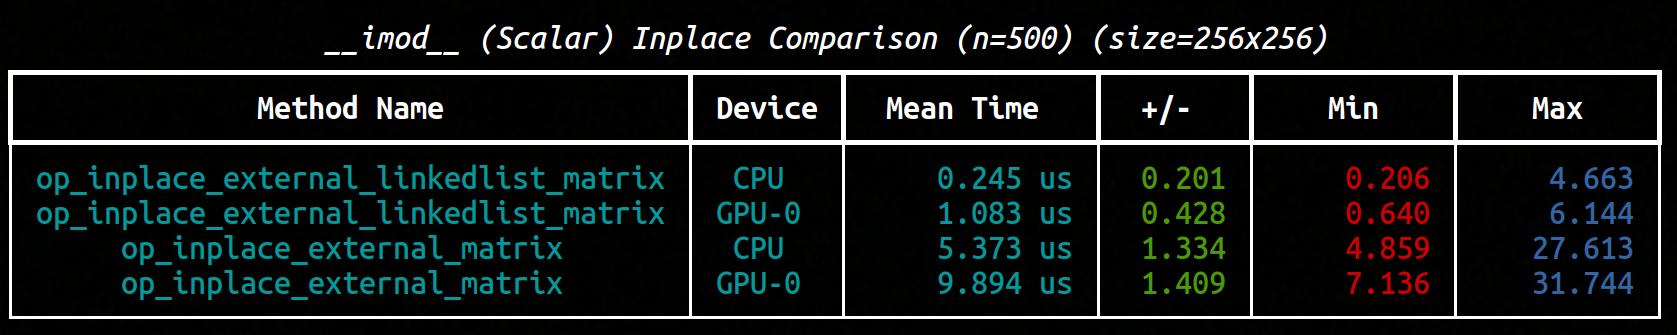 __imod__ (Scalar) Inplace Comparison (n=500) (size=256x256)
Method Name Device Mean Time +/- Min Max
op_inplace_external_linkedlist_matrix CPU 0.245 us 0.201 0.206 4.663
op_inplace_external_linkedlist_matrix GPU-0 1.083 us 0.428 0.640 6.144
op_inplace_external_matrix CPU 5.373 us 1.334 4.859 27.613
op_inplace_external_matrix GPU-0 9.894 us 1.409 7.136 31.744